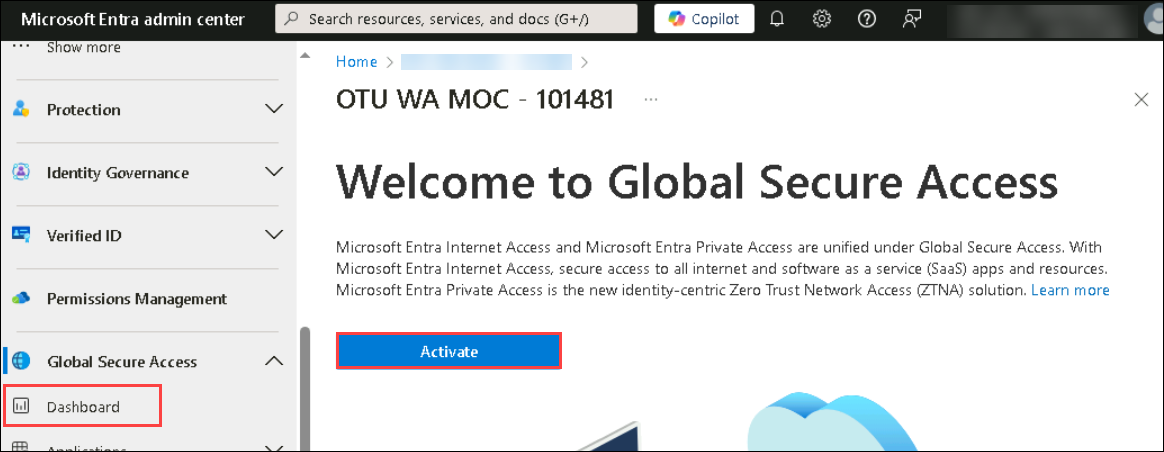 Microsoft Entra admin center
Search resources, services, and docs (G+/)
Copilot
Show more
Protection
Identity Governance
Verified ID
Permissions Management
Global Secure Access
Dashboard
Applications
Home
OTU WA MOC - 101481
Welcome to Global Secure Access
Microsoft Entra Internet Access and Microsoft Entra Private Access are unified under Global Secure Access. With
Microsoft Entra Internet Access, secure access to all internet and software as a service (SaaS) apps and resources.
Microsoft Entra Private Access is the new identity-centric Zero Trust Network Access (ZTNA) solution. Learn more
Activate